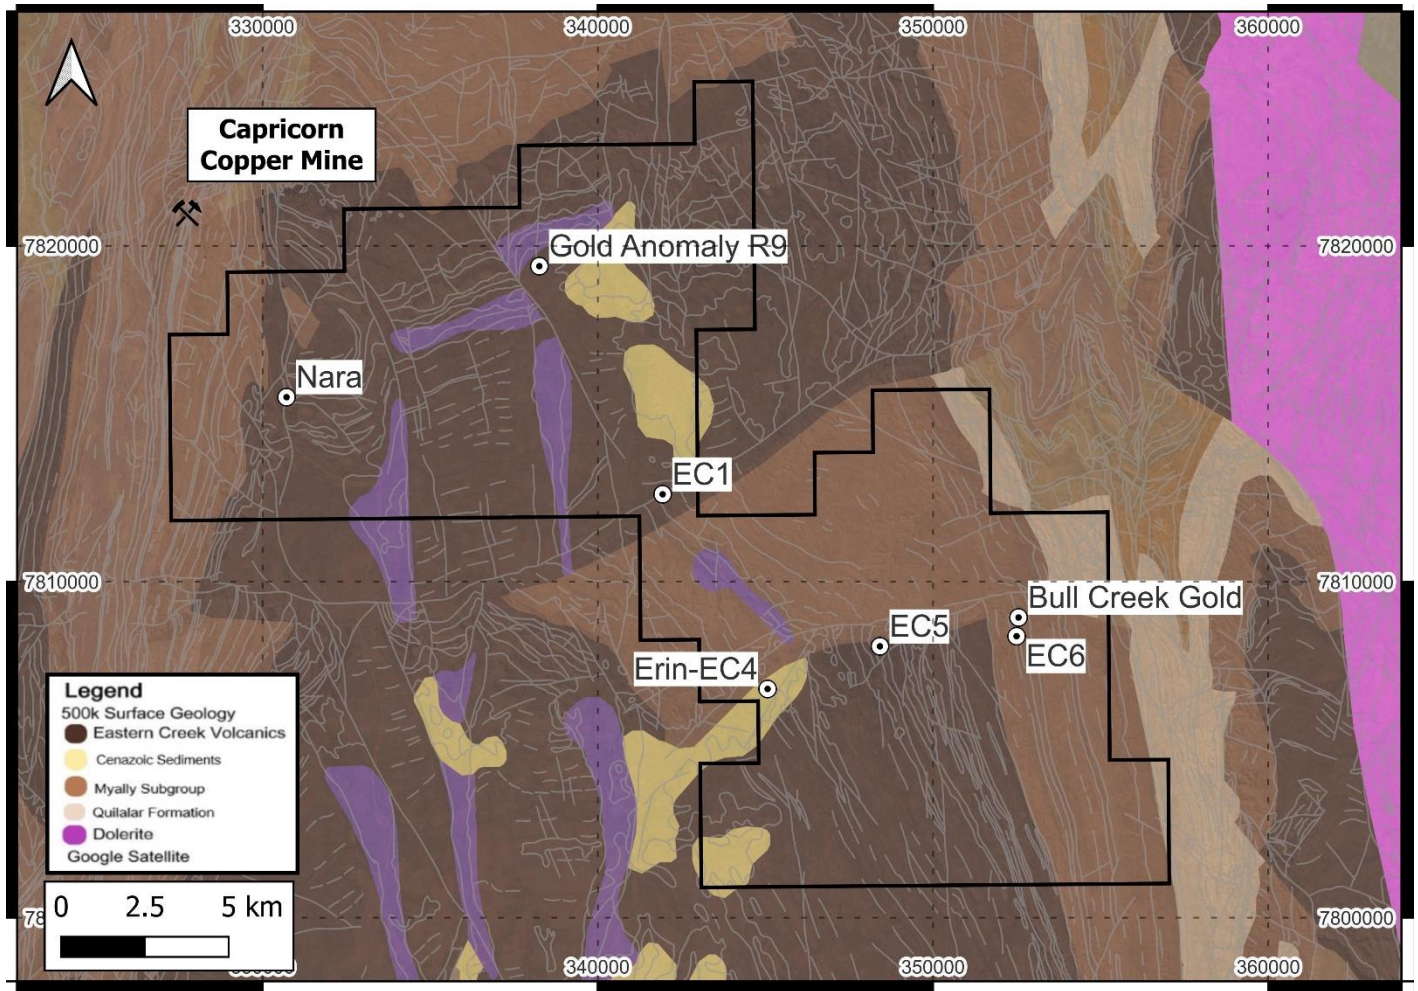 330000
340000
350000
360000
Capricorn
Copper Mine
7820000
7820000
Gold Anomaly R9
Nara
EC1
7810000
7810000
Bull Creek Gold
EC5
EC6
Erin-EC4
Legend
500k Surface Geology
Eastern Creek Volcanics
Cenazoic Sediments
Myally Subgroup
Quilalar Formation
Dolerite
Google Satellite
0 2.5 5 km
7800000
340000
350000
360000